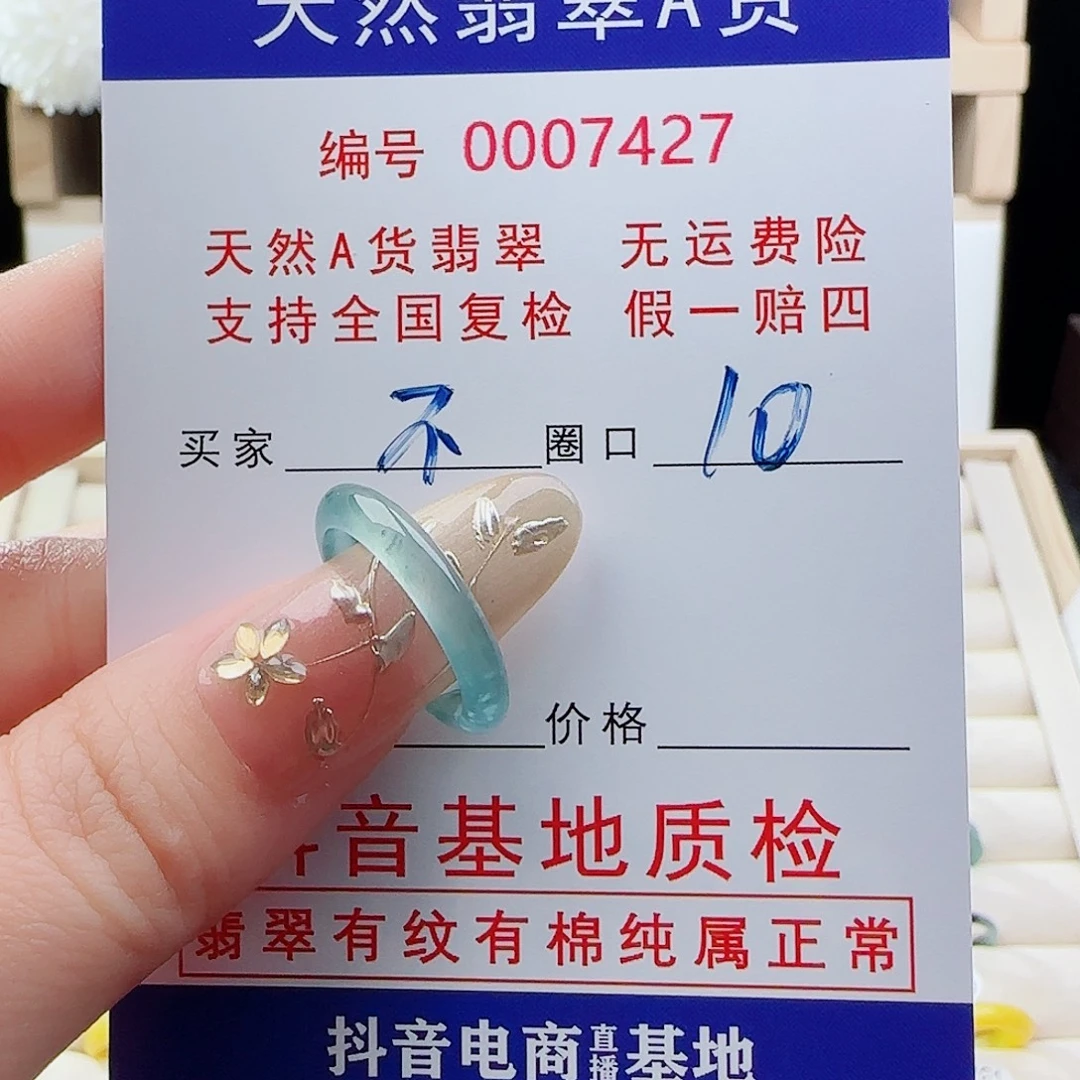 天然翡翠A货
编号 0007427
天然A货翡翠 无运费险
支持全国复检 假一赔四
买家 不 圈口 10
价格
音基地质检
翡翠有纹有棉纯属正常
抖音电商直播基地